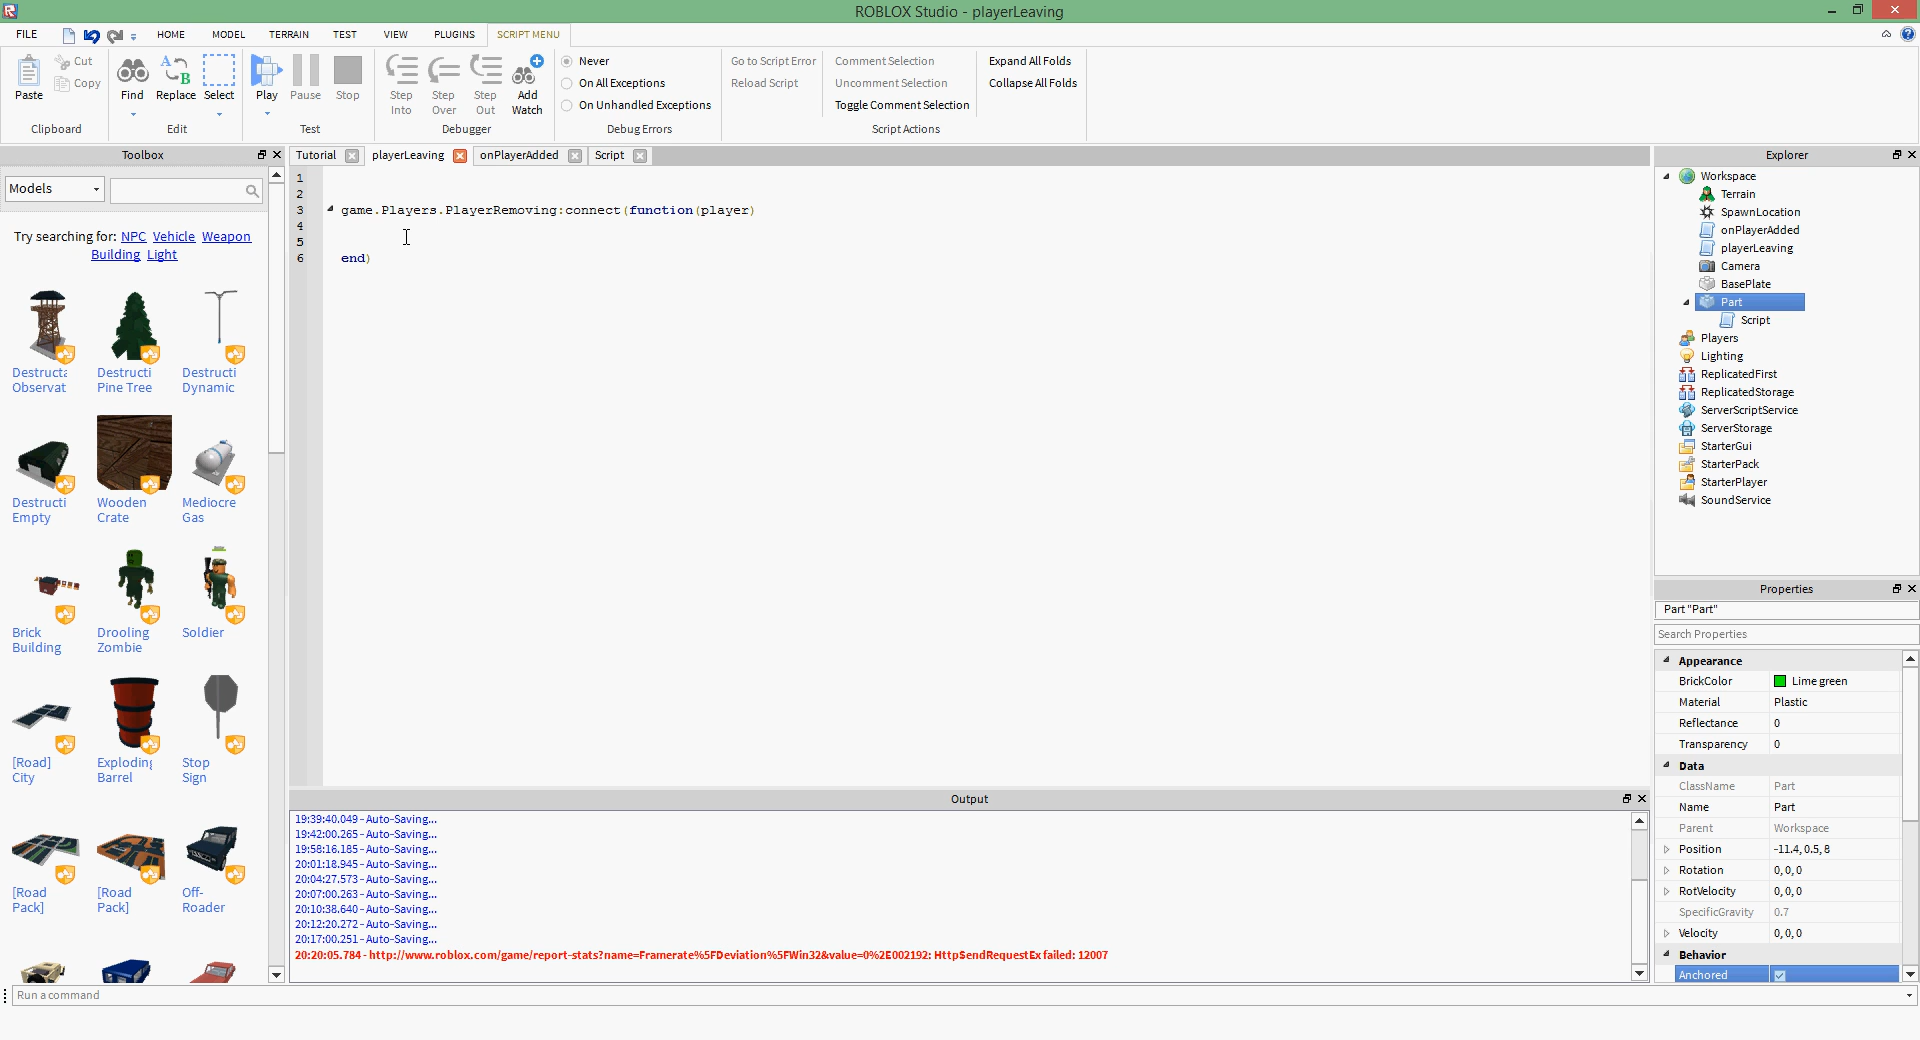 ROBLOX Studio - playerLeaving
FILE HOME MODEL TERRAIN TEST VIEW PLUGINS SCRIPT MENU
Paste Cut Copy Find Replace Select Play Pause Stop Step Into Step Over Step Out Add Watch
Never
On All Exceptions
On Unhandled Exceptions
Go to Script Error
Reload Script
Comment Selection
Uncomment Selection
Toggle Comment Selection
Expand All Folds
Collapse All Folds
Clipboard Edit Test Debugger Debug Errors Script Actions
Toolbox
Models
Try searching for: NPC Vehicle Weapon
Building Light
Destructi Destructi
Observat Pine Tree Dynamic
Destructi Wooden Mediocre
Empty Crate Gas
Brick Drooling Soldier
Building Zombie
[Road] Exploding Stop
City Barrel Sign
[Road [Road Off-
Pack] Pack] Roader
Tutorial playerLeaving onPlayerAdded Script
1
2
3 game.Players.PlayerRemoving:connect(function(player)
4
5
6 end)
Output
19:39:40.049 - Auto-Saving...
19:42:00.265 - Auto-Saving...
19:58:16.185 - Auto-Saving...
20:01:18.945 - Auto-Saving...
20:04:27.573 - Auto-Saving...
20:07:00.263 - Auto-Saving...
20:10:38.640 - Auto-Saving...
20:12:20.272 - Auto-Saving...
20:17:00.251 - Auto-Saving...
20:20:05.784 - http://www.roblox.com/game/report-stats?name=Framerate%5FDeviation%5FWin32&value=0%2E002192: HttpSendRequestEx failed: 12007
Explorer
Workspace
Terrain
SpawnLocation
onPlayerAdded
playerLeaving
Camera
BasePlate
Part
Script
Players
Lighting
ReplicatedFirst
ReplicatedStorage
ServerScriptService
ServerStorage
StarterGui
StarterPack
StarterPlayer
SoundService
Properties
Part "Part"
Search Properties
Appearance
BrickColor Lime green
Material Plastic
Reflectance 0
Transparency 0
Data
ClassName Part
Name Part
Parent Workspace
Position -11.4, 0.5, 8
Rotation 0, 0, 0
RotVelocity 0, 0, 0
SpecificGravity 0.7
Velocity 0, 0, 0
Behavior
Anchored
Run a command